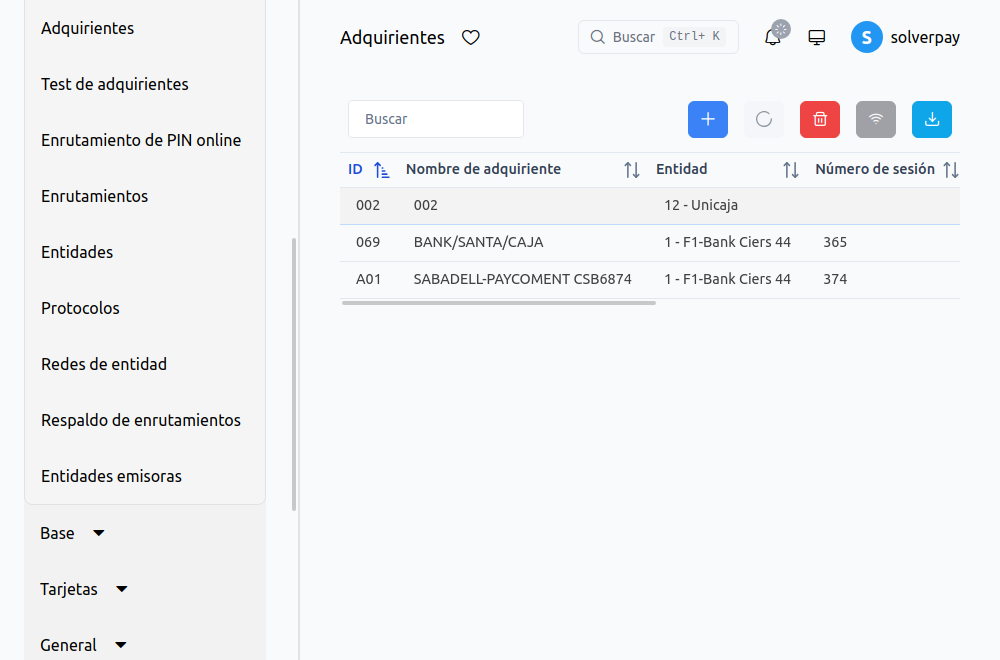 Adquirientes
Test de adquirientes
Enrutamiento de PIN online
Enrutamientos
Entidades
Protocolos
Redes de entidad
Respaldo de enrutamientos
Entidades emisoras
Base
Tarjetas
General
Adquirientes
Buscar Ctrl+ K
S solverpay
Buscar
ID Nombre de adquiriente Entidad Número de sesión
002 002 12 - Unicaja
069 BANK/SANTA/CAJA 1 - F1-Bank Ciers 44 365
A01 SABADELL-PAYCOMENT CSB6874 1 - F1-Bank Ciers 44 374